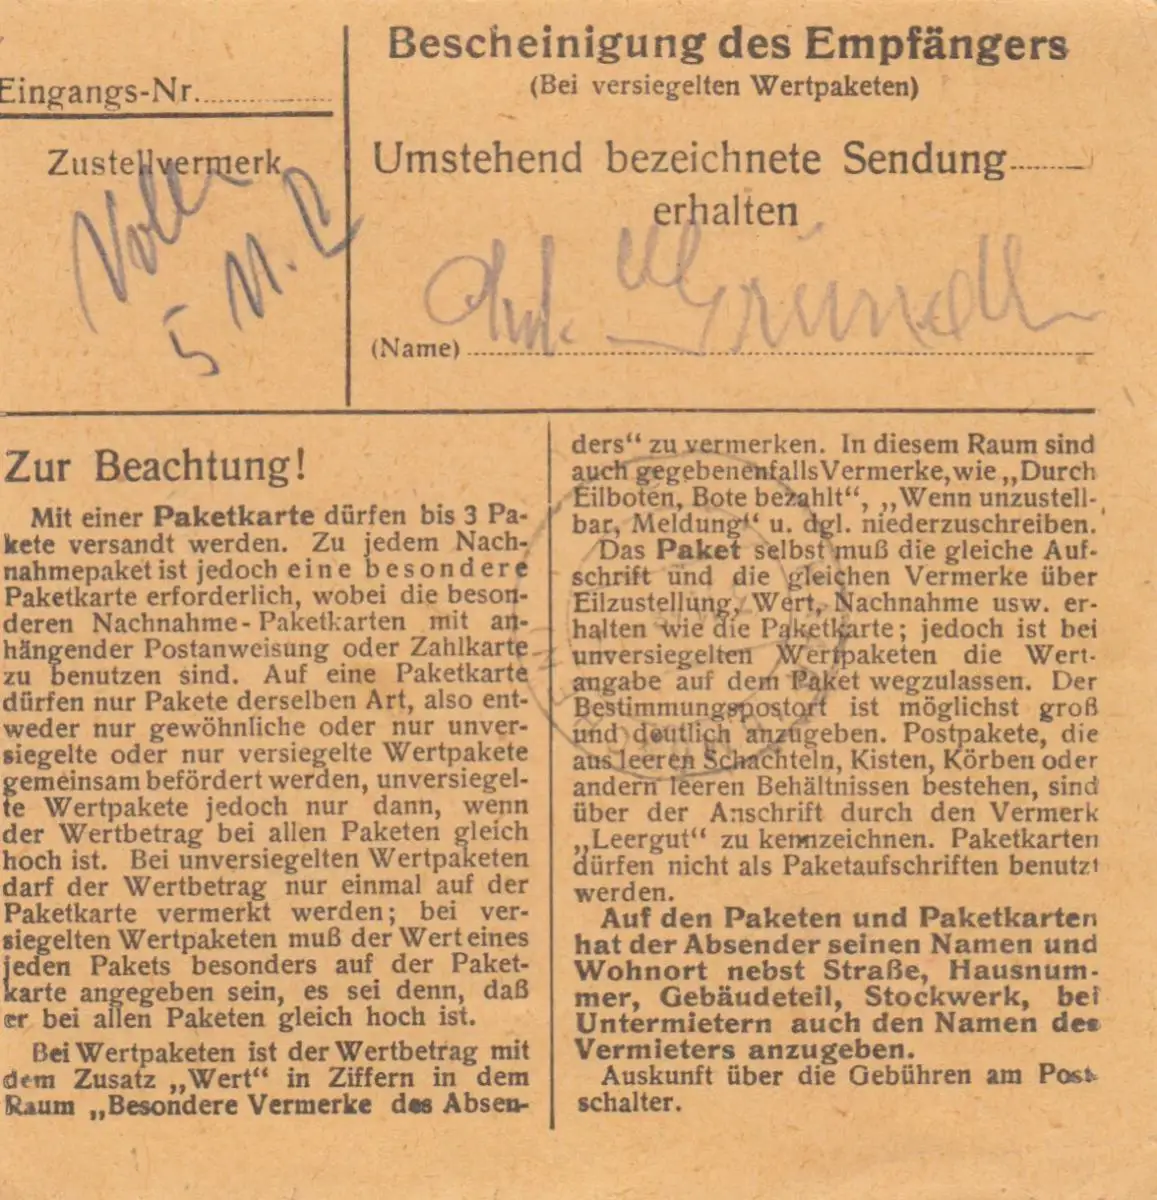 Eingangs-Nr.
Zustellvermerk
5
Bescheinigung des Empfängers
(Bei versiegelten Wertpaketen)
Umstehend bezeichnete Sendung
erhalten
(Name)
Zur Beachtung!
Mit einer Paketkarte dürfen bis 3 Pa-
kete versandt werden. Zu jedem Nach-
nahmepaket ist jedoch eine besondere
Paketkarte erforderlich, wobei die beson-
deren Nachnahme-Paketkarten mit an-
hängender Postanweisung oder Zahlkarte
zu benutzen sind. Auf eine Paketkarte
dürfen nur Pakete derselben Art, also ent-
weder nur gewöhnliche oder nur unver-
siegelte oder nur versiegelte Wertpakete
gemeinsam befördert werden, unversiegel-
te Wertpakete jedoch nur dann, wenn
der Wertbetrag bei allen Paketen gleich
hoch ist. Bei unversiegelten Wertpaketen
darf der Wertbetrag nur einmal auf der
Paketkarte vermerkt werden; bei ver-
siegelten Wertpaketen muß der Wert eines
jeden Pakets besonders auf der Paket-
karte angegeben sein, es sei denn, daß
er bei allen Paketen gleich hoch ist.
Bei Wertpaketen ist der Wertbetrag mit
dem Zusatz „Wert“ in Ziffern in dem
Raum „Besondere Vermerke des Absen-
ders“ zu vermerken. In diesem Raum sind
auch gegebenenfalls Vermerke, wie „Durch
Eilboten, Bote bezahlt“, „Wenn unzustell-
bar, Meldung“ u. dgl. niederzuschreiben.
Das Paket selbst muß die gleiche Auf-
schrift und die gleichen Vermerke über
Eilzustellung, Wert, Nachnahme usw. er-
halten wie die Paketkarte; jedoch ist bei
unversiegelten Wertpaketen die Wert-
angabe auf dem Paket wegzulassen. Der
Bestimmungspostort ist möglichst groß
und deutlich anzugeben. Postpakete, die
aus leeren Schachteln, Kisten, Körben oder
andern leeren Behältnissen bestehen, sind
über der Anschrift durch den Vermerk
„Leergut“ zu kennzeichnen. Paketkarten
dürfen nicht als Paketaufschriften benutzt
werden.
Auf den Paketen und Paketkarten
hat der Absender seinen Namen und
Wohnort nebst Straße, Hausnum-
mer, Gebäudeteil, Stockwerk, bei
Untermietern auch den Namen des
Vermieters anzugeben.
Auskunft über die Gebühren am Post-
schalter.